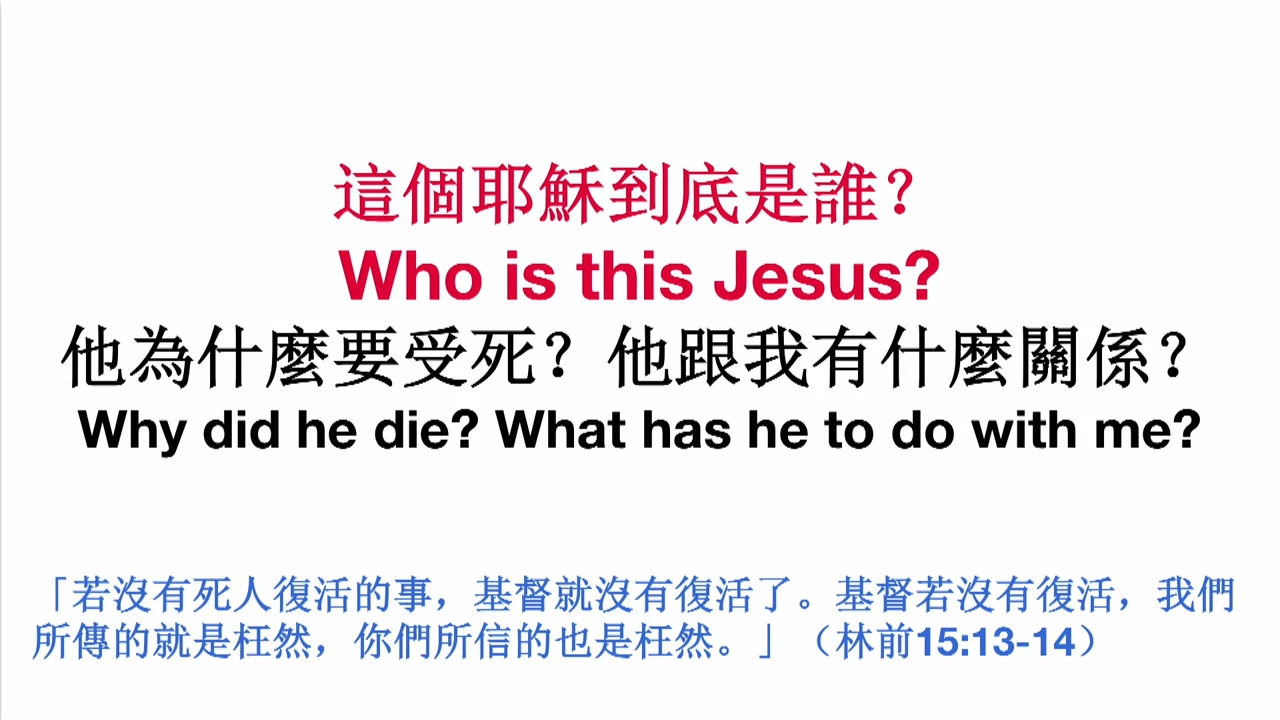 這個耶穌到底是誰？
Who is this Jesus?
他為什麼要受死？他跟我有什麼關係？
Why did he die? What has he to do with me?
「若沒有死人復活的事，基督就沒有復活了。基督若沒有復活，我們
所傳的就是枉然，你們所信的也是枉然。」（林前15:13-14）